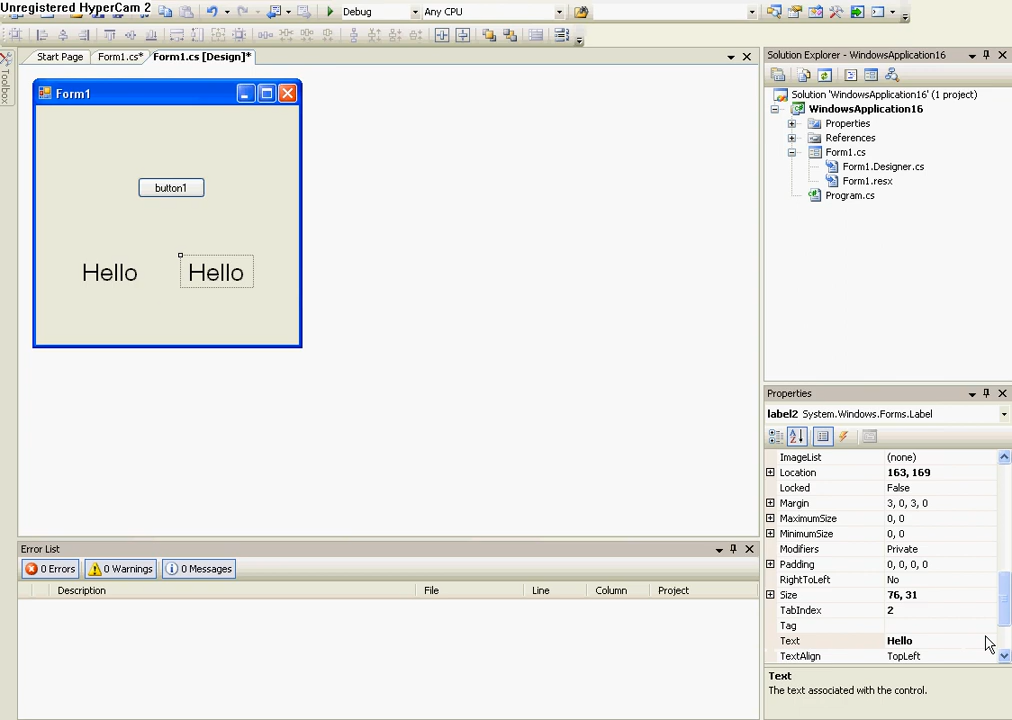 Unregistered HyperCam 2
Debug
Any CPU
Start Page
Form1.cs*
Form1.cs [Design]*
Toolbox
Form1
button1
Hello
Hello
Solution Explorer - WindowsApplication16
Solution 'WindowsApplication16' (1 project)
WindowsApplication16
Properties
References
Form1.cs
Form1.Designer.cs
Form1.resx
Program.cs
Properties
label2 System.Windows.Forms.Label
ImageList (none)
Location 163, 169
Locked False
Margin 3, 0, 3, 0
MaximumSize 0, 0
MinimumSize 0, 0
Modifiers Private
Padding 0, 0, 0, 0
RightToLeft No
Size 76, 31
TabIndex 2
Tag
Text Hello
TextAlign TopLeft
Text
The text associated with the control.
Error List
0 Errors
0 Warnings
0 Messages
Description File Line Column Project